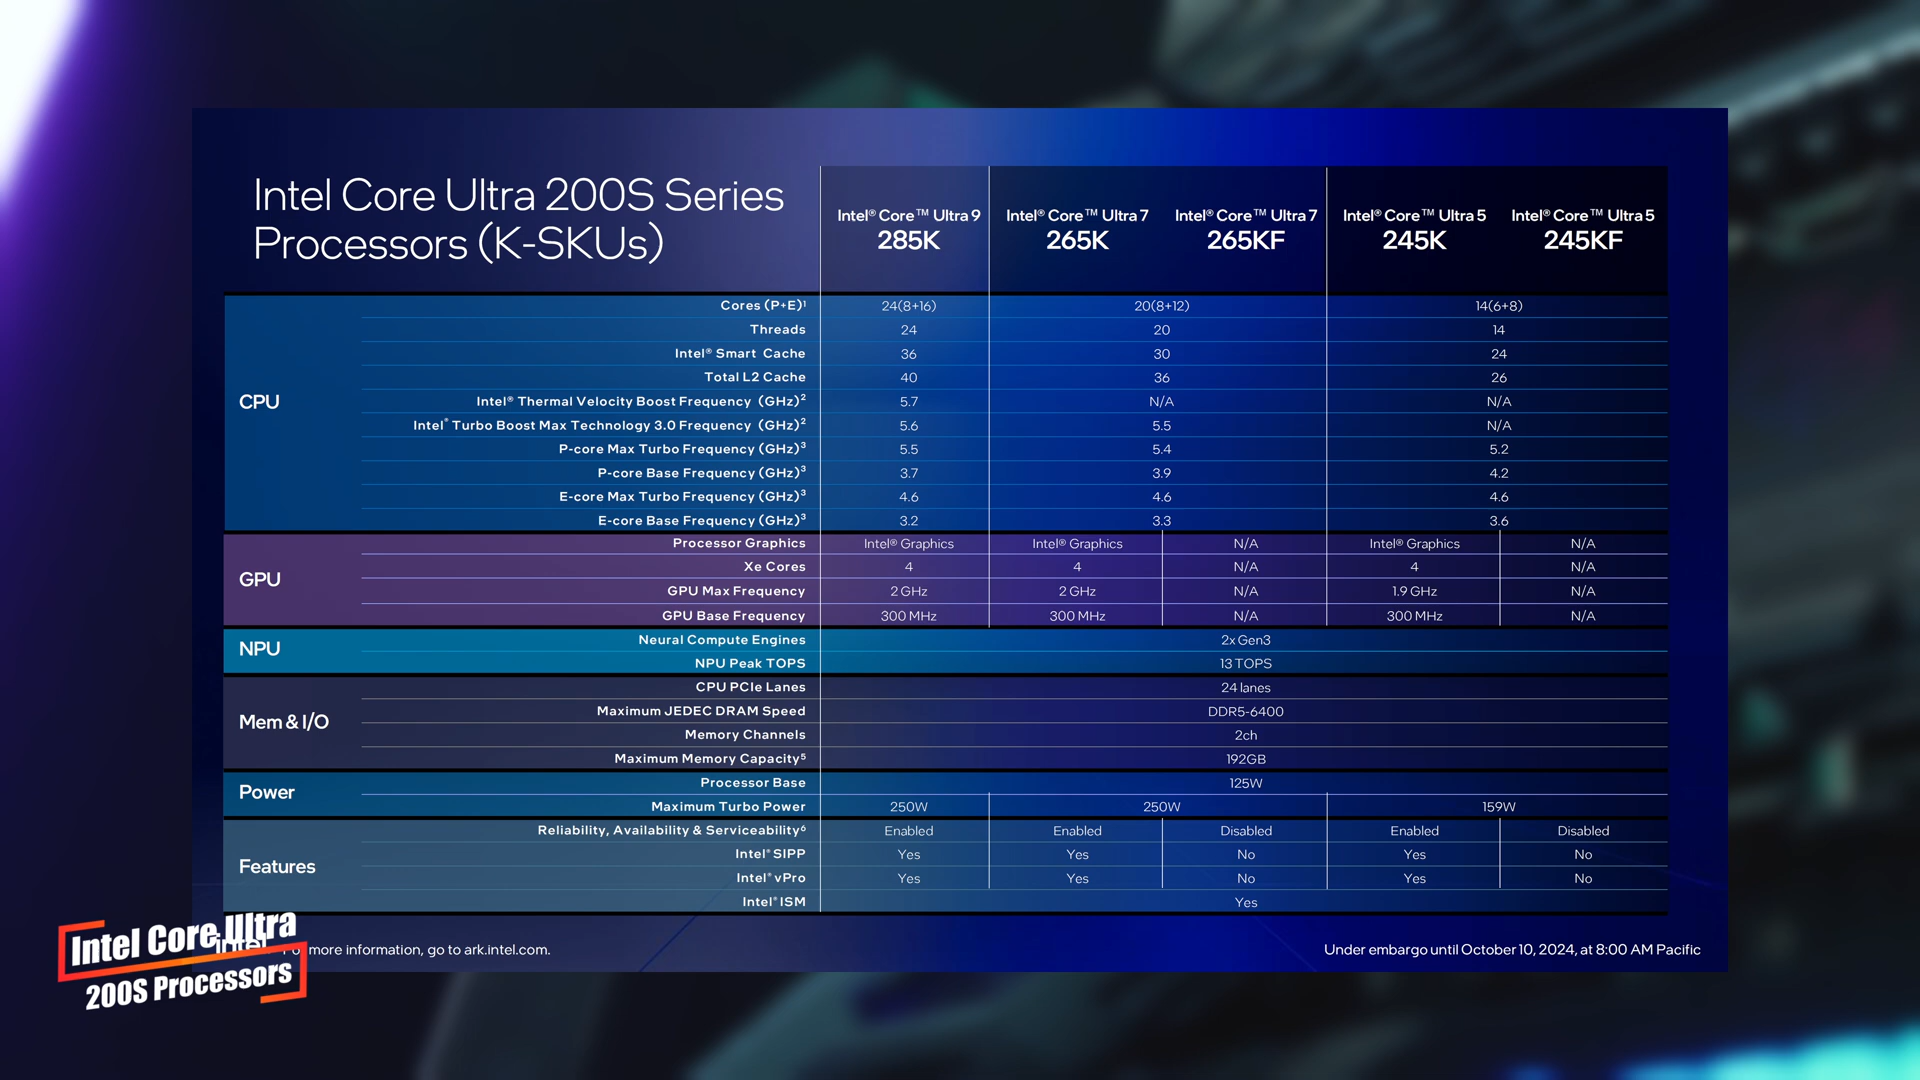 Intel Core Ultra 200S Series
Processors (K-SKUs)
Intel® Core™ Ultra 9 Intel® Core™ Ultra 7 Intel® Core™ Ultra 7 Intel® Core™ Ultra 5 Intel® Core™ Ultra 5
285K 265K 265KF 245K 245KF
CPU
Cores (P+E)¹ 24(8+16) 20(8+12) 14(6+8)
Threads 24 20 14
Intel® Smart Cache 36 30 24
Total L2 Cache 40 36 26
Intel® Thermal Velocity Boost Frequency (GHz)² 5.7 N/A N/A
Intel® Turbo Boost Max Technology 3.0 Frequency (GHz)² 5.6 5.5 N/A
P-core Max Turbo Frequency (GHz)³ 5.5 5.4 5.2
P-core Base Frequency (GHz)³ 3.7 3.9 4.2
E-core Max Turbo Frequency (GHz)³ 4.6 4.6 4.6
E-core Base Frequency (GHz)³ 3.2 3.3 3.6
GPU
Processor Graphics Intel® Graphics Intel® Graphics N/A Intel® Graphics N/A
Xe Cores 4 4 N/A 4 N/A
GPU Max Frequency 2 GHz 2 GHz N/A 1.9 GHz N/A
GPU Base Frequency 300 MHz 300 MHz N/A 300 MHz N/A
NPU
Neural Compute Engines 2x Gen3
NPU Peak TOPS 13 TOPS
Mem & I/O
CPU PCIe Lanes 24 lanes
Maximum JEDEC DRAM Speed DDR5-6400
Memory Channels 2ch
Maximum Memory Capacity⁵ 192GB
Power
Processor Base 125W
Maximum Turbo Power 250W 250W 159W
Features
Reliability, Availability & Serviceability⁶ Enabled Enabled Disabled Enabled Disabled
Intel® SIPP Yes Yes No Yes No
Intel® vPro Yes Yes No Yes No
Intel® ISM Yes
more information, go to ark.intel.com.
Under embargo until October 10, 2024, at 8:00 AM Pacific
Intel Core Ultra
200S Processors